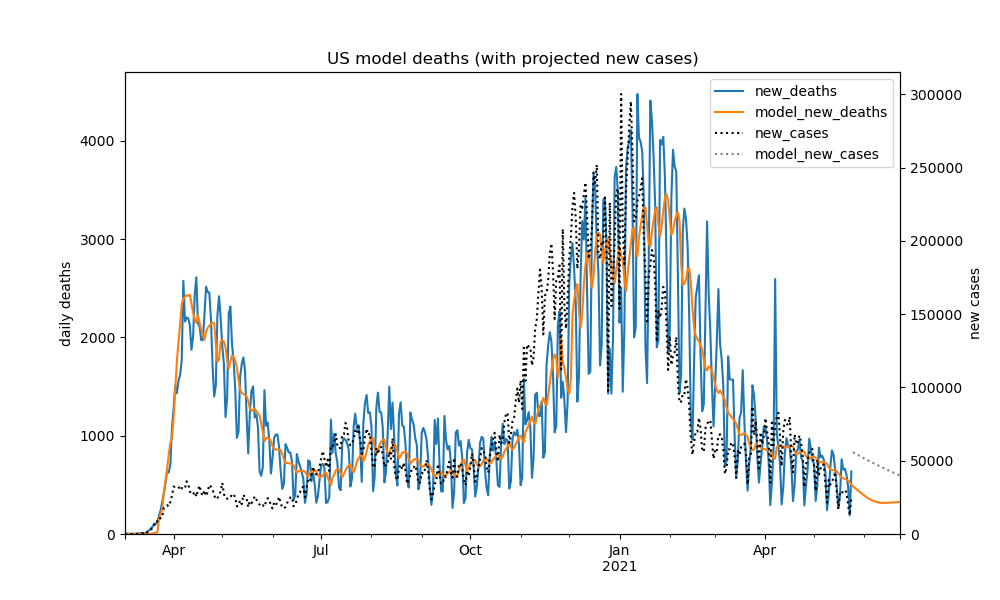 US model deaths (with projected new cases)
new_deaths
model_new_deaths
new_cases
model_new_cases
daily deaths
4000
3000
2000
1000
0
new cases
300000
250000
200000
150000
100000
50000
0
Apr
Jul
Oct
Jan
2021
Apr